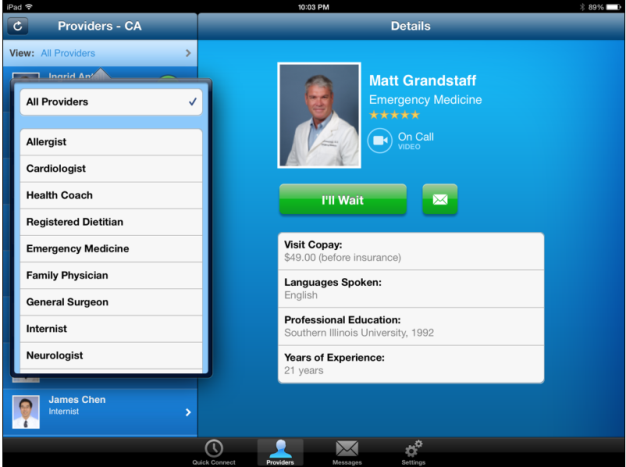 iPad 10:03 PM 89%
Providers - CA
Details
View: All Providers
Ingrid
All Providers
Allergist
Cardiologist
Health Coach
Registered Dietitian
Emergency Medicine
Family Physician
General Surgeon
Internist
Neurologist
James Chen
Internist
Matt Grandstaff
Emergency Medicine
On Call
VIDEO
I'll Wait
Visit Copay:
$49.00 (before insurance)
Languages Spoken:
English
Professional Education:
Southern Illinois University, 1992
Years of Experience:
21 years
Quick Connect Providers Messages Settings